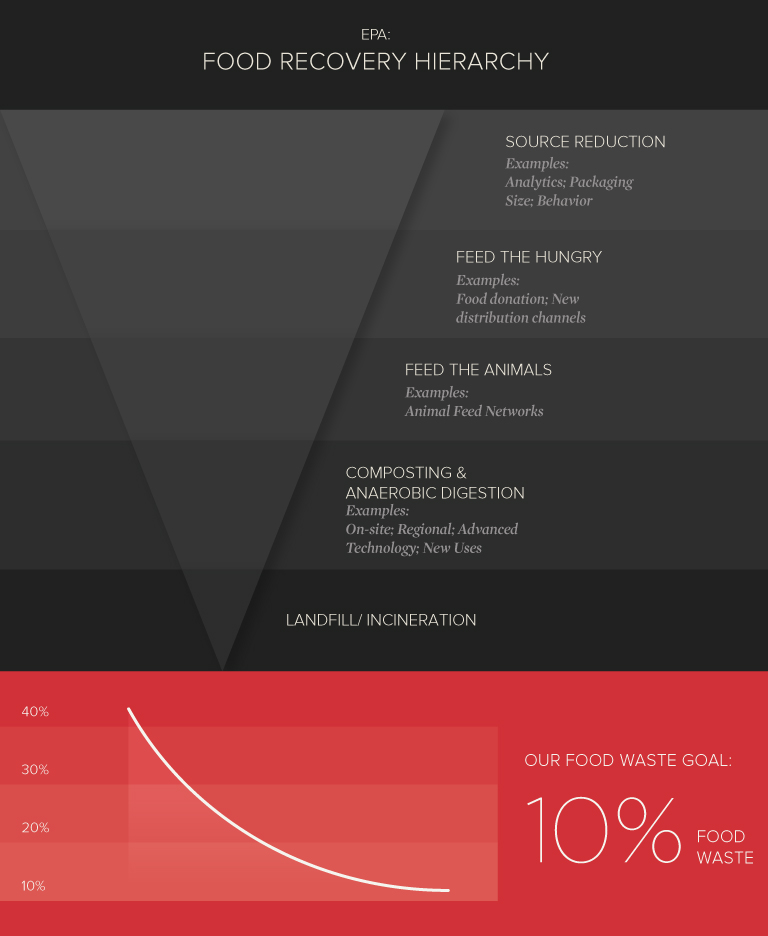 EPA:
FOOD RECOVERY HIERARCHY
SOURCE REDUCTION
Examples:
Analytics; Packaging
Size; Behavior
FEED THE HUNGRY
Examples:
Food donation; New
distribution channels
FEED THE ANIMALS
Examples:
Animal Feed Networks
COMPOSTING &
ANAEROBIC DIGESTION
Examples:
On-site; Regional; Advanced
Technology; New Uses
LANDFILL/ INCINERATION
40%
30%
20%
10%
OUR FOOD WASTE GOAL:
10%
FOOD
WASTE